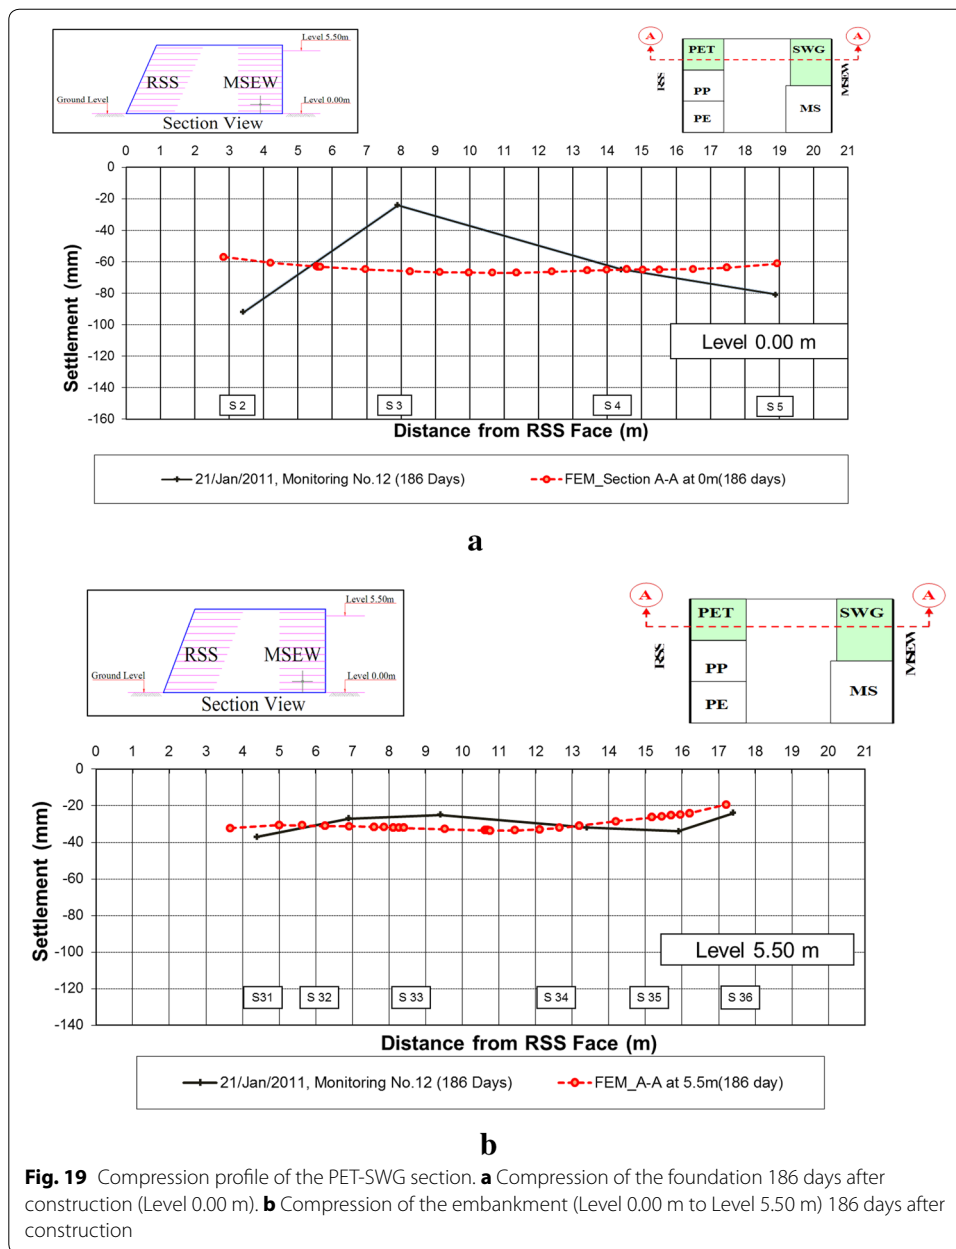 Level 5.50m
RSS
MSEW
Ground Level
Level 0.00m
Section View
A
A
PET
SWG
RSS
MSEW
PP
MS
PE
0 1 2 3 4 5 6 7 8 9 10 11 12 13 14 15 16 17 18 19 20 21
0
-20
-40
-60
-80
-100
-120
-140
-160
Settlement (mm)
Level 0.00 m
S 2
S 3
S 4
S 5
Distance from RSS Face (m)
21/Jan/2011, Monitoring No.12 (186 Days)
FEM_Section A-A at 0m(186 days)
a
Level 5.50m
RSS
MSEW
Ground Level
Level 0.00m
Section View
A
A
PET
SWG
RSS
MSEW
PP
MS
PE
0 1 2 3 4 5 6 7 8 9 10 11 12 13 14 15 16 17 18 19 20 21
0
-20
-40
-60
-80
-100
-120
-140
Settlement (mm)
Level 5.50 m
S31
S 32
S 33
S 34
S 35
S 36
Distance from RSS Face (m)
21/Jan/2011, Monitoring No.12 (186 Days)
FEM_A-A at 5.5m(186 day)
b
Fig. 19 Compression profile of the PET-SWG section. a Compression of the foundation 186 days after
construction (Level 0.00 m). b Compression of the embankment (Level 0.00 m to Level 5.50 m) 186 days after
construction